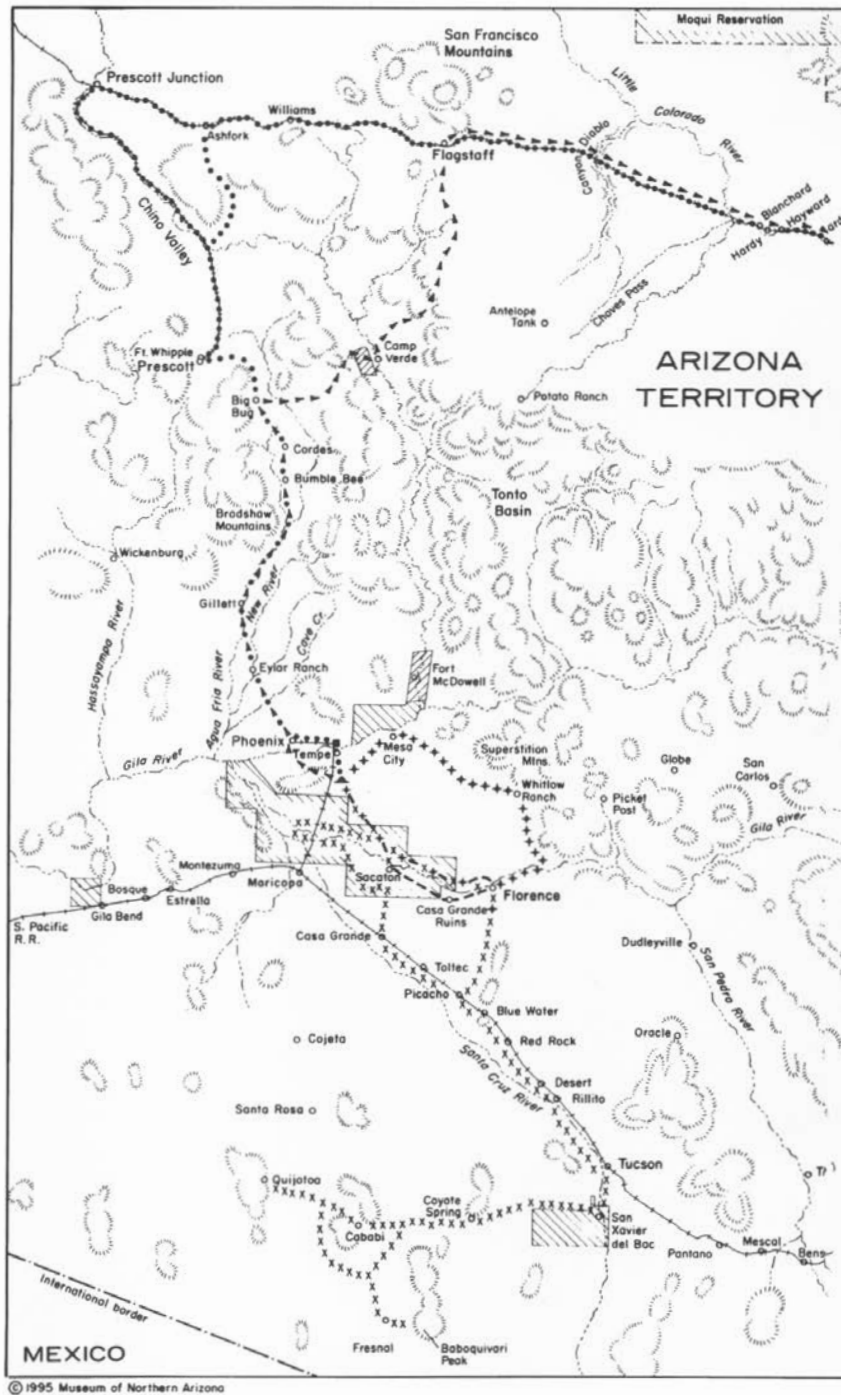 Moqui Reservation
San Francisco
Mountains
Prescott Junction
Little
Colorado
River
Williams
Ashfork
Flagstaff
Canyon
Diablo
Blanchard
Hayward
Hardy
Chino Valley
Chaves Pass
Antelope
Tank
Ft. Whipple
Prescott
Camp
Verde
ARIZONA
TERRITORY
Big
Bug
Potato Ranch
Cordes
Bumble Bee
Tonto
Basin
Bradshaw
Mountains
Wickenburg
Gillett
New River
Cave Cr.
Hassayampa River
Agua Fria River
Eylar Ranch
Fort
McDowell
Phoenix
Tempe
Mesa
City
Superstition
Mtns.
Globe
San
Carlos
Gila River
Whitlow
Ranch
Picket
Post
Gila River
Montezuma
Maricopa
Sacaton
Florence
Bosque
Estrella
Gila Bend
S. Pacific
R.R.
Casa Grande
Ruins
Casa Grande
Dudleyville
San Pedro River
Toltec
Picacho
Blue Water
Cojeta
Red Rock
Oracle
Santa Cruz River
Desert
Rillito
Santa Rosa
Tucson
Quijotoa
Coyote
Spring
Cababi
San
Xavier
del Bac
Pantano
Mescal
Bens
International border
Fresnal
Baboquivari
Peak
MEXICO
© 1995 Museum of Northern Arizona